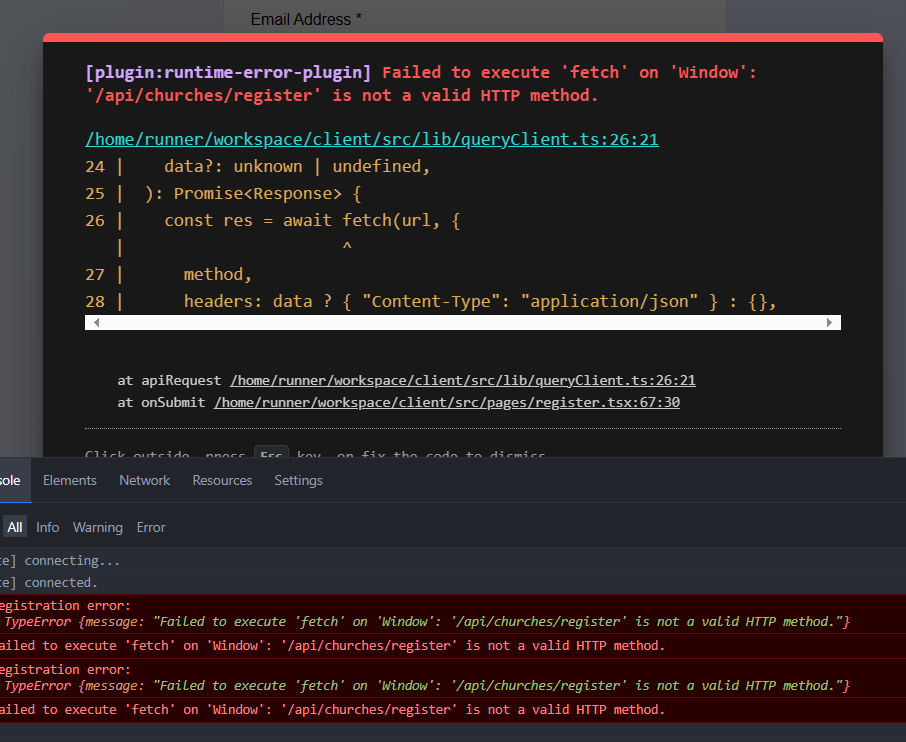 Email Address *
[plugin:runtime-error-plugin] Failed to execute 'fetch' on 'Window':
'/api/churches/register' is not a valid HTTP method.
/home/runner/workspace/client/src/lib/queryClient.ts:26:21
24 |    data?: unknown | undefined,
25 |  ): Promise<Response> {
26 |    const res = await fetch(url, {
|                      ^
27 |      method,
28 |      headers: data ? { "Content-Type": "application/json" } : {},
at apiRequest /home/runner/workspace/client/src/lib/queryClient.ts:26:21
at onSubmit /home/runner/workspace/client/src/pages/register.tsx:67:30
Click outside, press Esc key, or fix the code to dismiss.
sole Elements Network Resources Settings
All Info Warning Error
te] connecting...
te] connected.
egistration error:
TypeError {message: "Failed to execute 'fetch' on 'Window': '/api/churches/register' is not a valid HTTP method."}
ailed to execute 'fetch' on 'Window': '/api/churches/register' is not a valid HTTP method.
egistration error:
TypeError {message: "Failed to execute 'fetch' on 'Window': '/api/churches/register' is not a valid HTTP method."}
ailed to execute 'fetch' on 'Window': '/api/churches/register' is not a valid HTTP method.